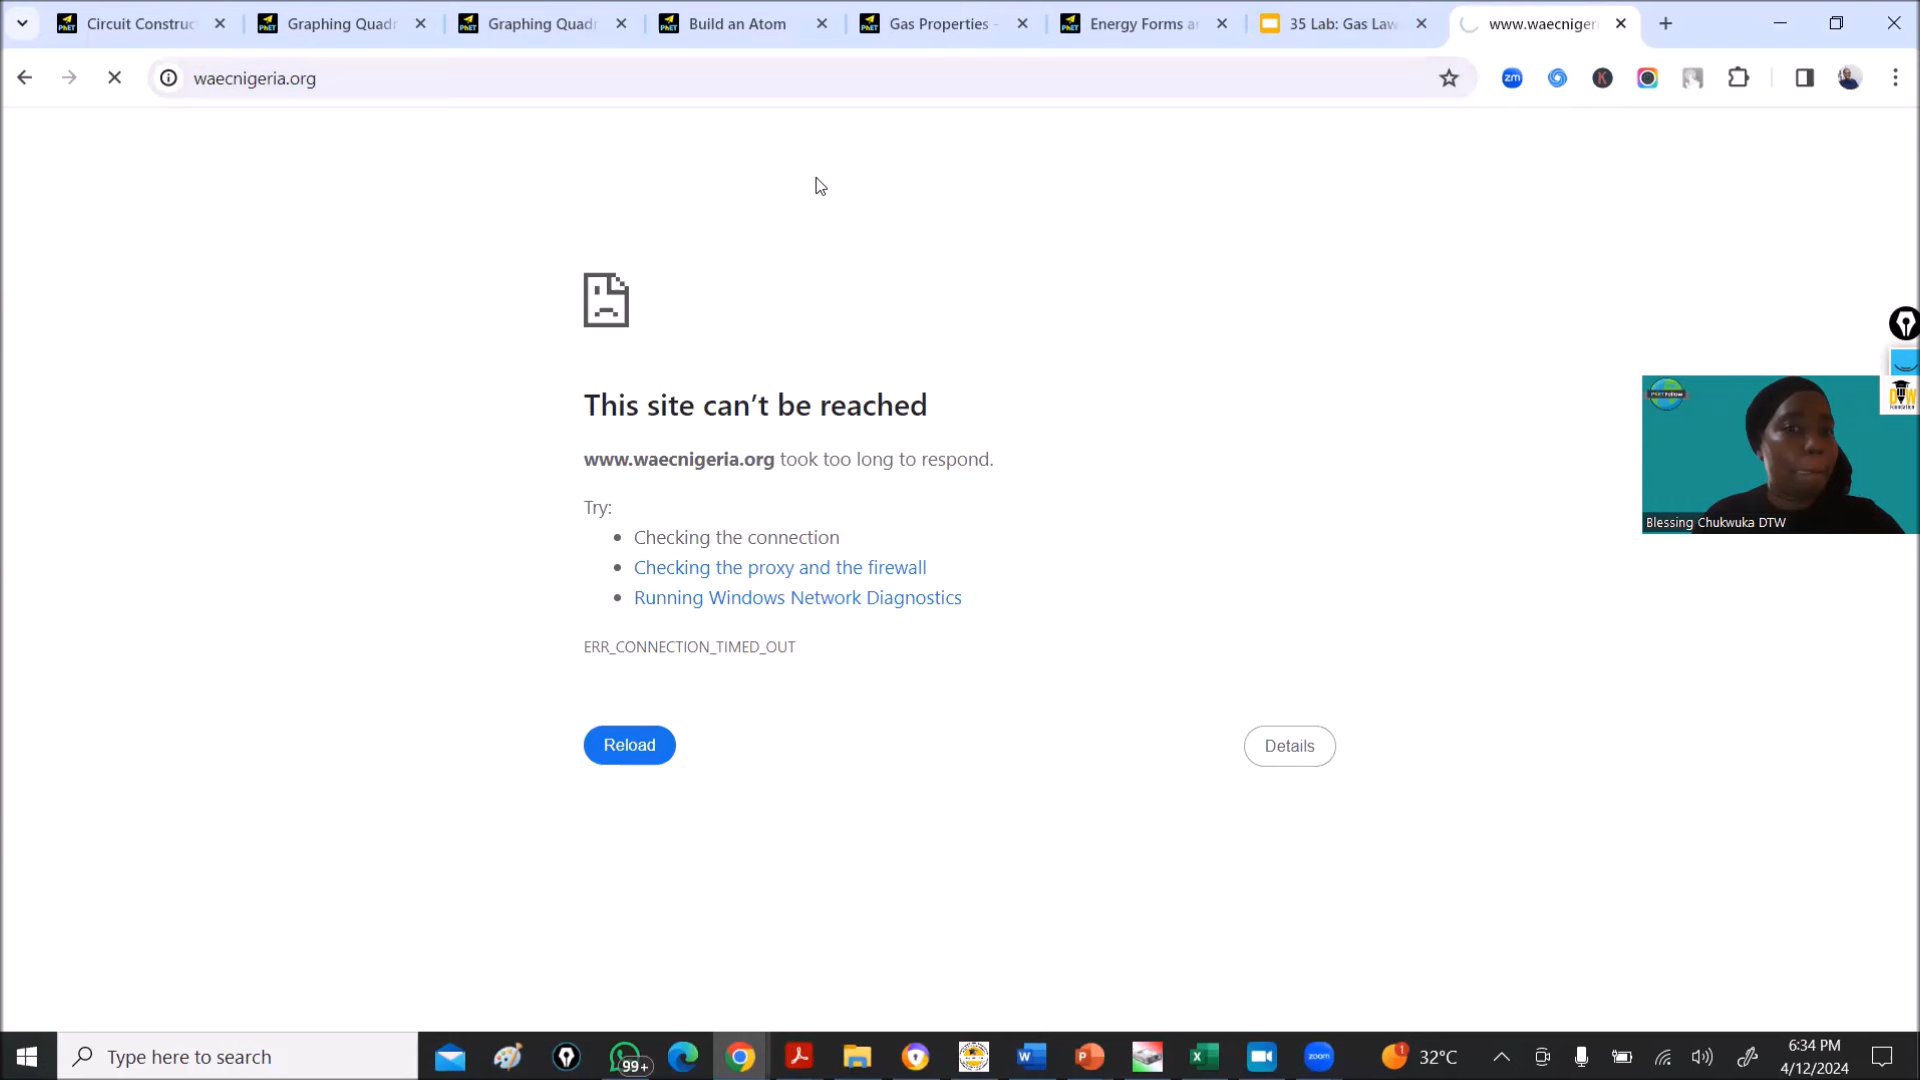 Circuit Construc
Graphing Quadr
Graphing Quadr
Build an Atom
Gas Properties -
Energy Forms a
35 Lab: Gas Law
www.waecniger
waecnigeria.org
zm
K
This site can't be reached
www.waecnigeria.org took too long to respond.
Try:
Checking the connection
Checking the proxy and the firewall
Running Windows Network Diagnostics
ERR_CONNECTION_TIMED_OUT
Reload
Details
Blessing Chukwuka DTW
Type here to search
99+
zoom
1
32°C
6:34 PM
4/12/2024